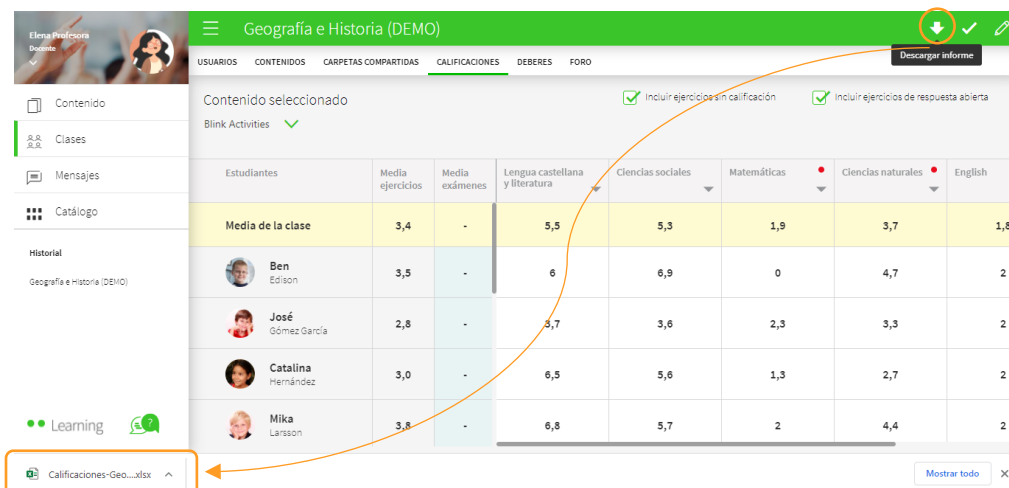 Elena Profesora
Docente
Geografía e Historia (DEMO)
Descargar informe
USUARIOS CONTENIDOS CARPETAS COMPARTIDAS CALIFICACIONES DEBERES FORO
Contenido
Clases
Mensajes
Catálogo
Historial
Geografía e Historia (DEMO)
Learning
?
Contenido seleccionado
Blink Activities
Incluir ejercicios sin calificación
Incluir ejercicios de respuesta abierta
Estudiantes Media ejercicios Media exámenes Lengua castellana y literatura Ciencias sociales Matemáticas Ciencias naturales English
Media de la clase 3,4 - 5,5 5,3 1,9 3,7 1,8
Ben Edison 3,5 - 6 6,9 0 4,7 2
José Gómez García 2,8 - 3,7 3,6 2,3 3,3 2
Catalina Hernández 3,0 - 6,5 5,6 1,3 2,7 2
Mika Larsson 3,8 - 6,8 5,7 2 4,4 2
Calificaciones-Geo....xlsx
Mostrar todo